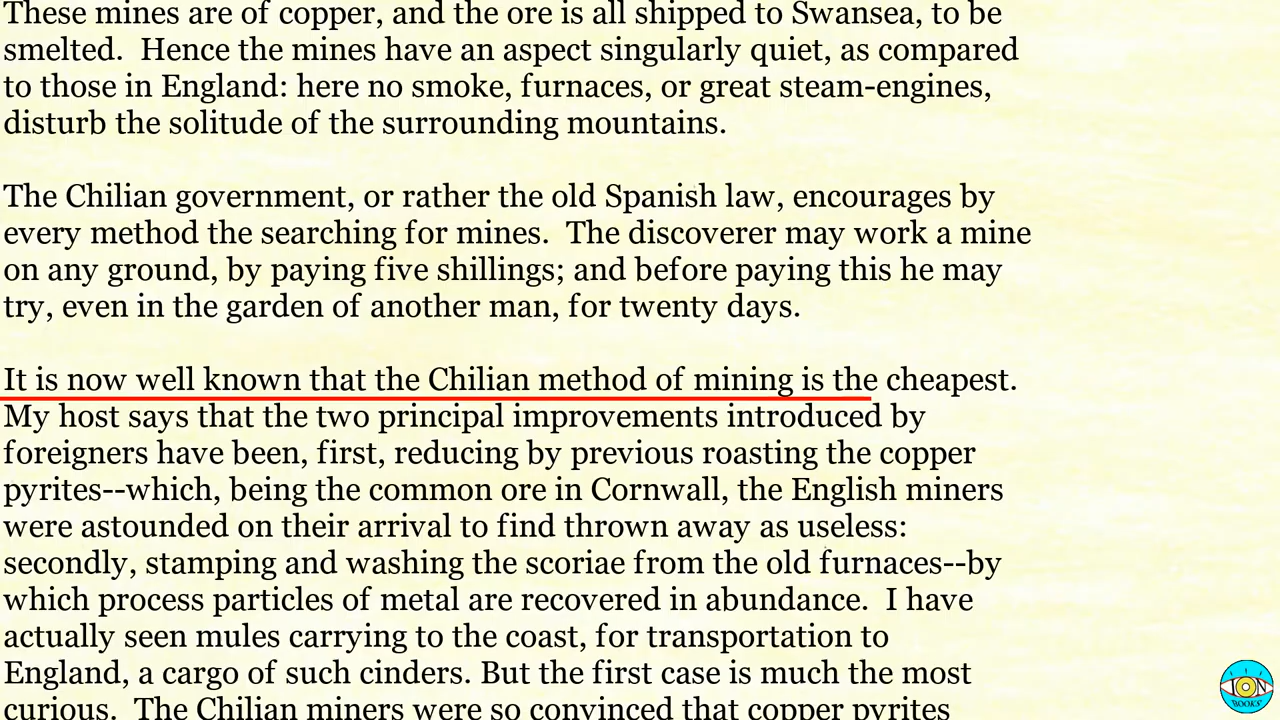 These mines are of copper, and the ore is all shipped to Swansea, to be
smelted.  Hence the mines have an aspect singularly quiet, as compared
to those in England: here no smoke, furnaces, or great steam-engines,
disturb the solitude of the surrounding mountains.
The Chilian government, or rather the old Spanish law, encourages by
every method the searching for mines.  The discoverer may work a mine
on any ground, by paying five shillings; and before paying this he may
try, even in the garden of another man, for twenty days.
It is now well known that the Chilian method of mining is the cheapest.
My host says that the two principal improvements introduced by
foreigners have been, first, reducing by previous roasting the copper
pyrites--which, being the common ore in Cornwall, the English miners
were astounded on their arrival to find thrown away as useless:
secondly, stamping and washing the scoriae from the old furnaces--by
which process particles of metal are recovered in abundance.  I have
actually seen mules carrying to the coast, for transportation to
England, a cargo of such cinders. But the first case is much the most
curious.  The Chilian miners were so convinced that copper pyrites
ION
BOOKS